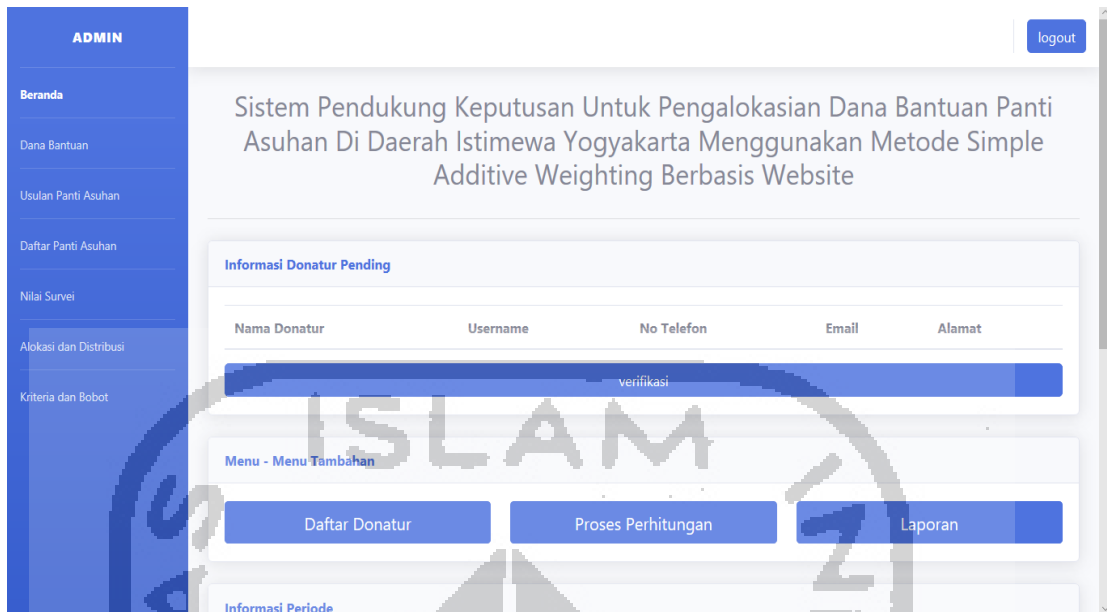 ADMIN
logout
Beranda
Dana Bantuan
Usulan Panti Asuhan
Daftar Panti Asuhan
Nilai Survei
Alokasi dan Distribusi
Kriteria dan Bobot
Sistem Pendukung Keputusan Untuk Pengalokasian Dana Bantuan Panti
Asuhan Di Daerah Istimewa Yogyakarta Menggunakan Metode Simple
Additive Weighting Berbasis Website
Informasi Donatur Pending
Nama Donatur Username No Telefon Email Alamat
verifikasi
ISLAM
Menu - Menu Tambahan
Daftar Donatur Proses Perhitungan Laporan
Informasi Periode